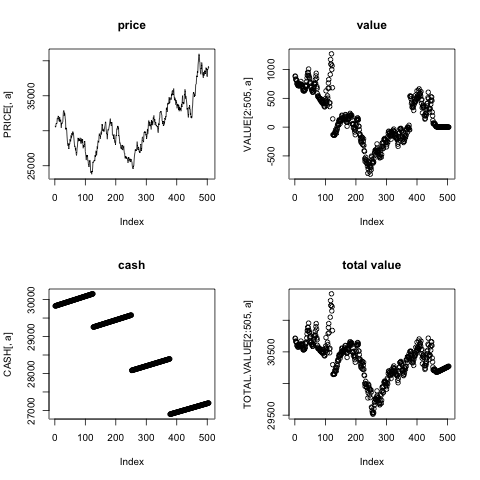 price
PRICE[, a]
25000 35000
0 100 200 300 400 500
Index
value
VALUE[2:505, a]
-500 0 500 1000
0 100 200 300 400 500
Index
cash
CASH[, a]
27000 28000 29000 30000
0 100 200 300 400 500
Index
total value
TOTAL.VALUE[2:505, a]
29500 30500
0 100 200 300 400 500
Index